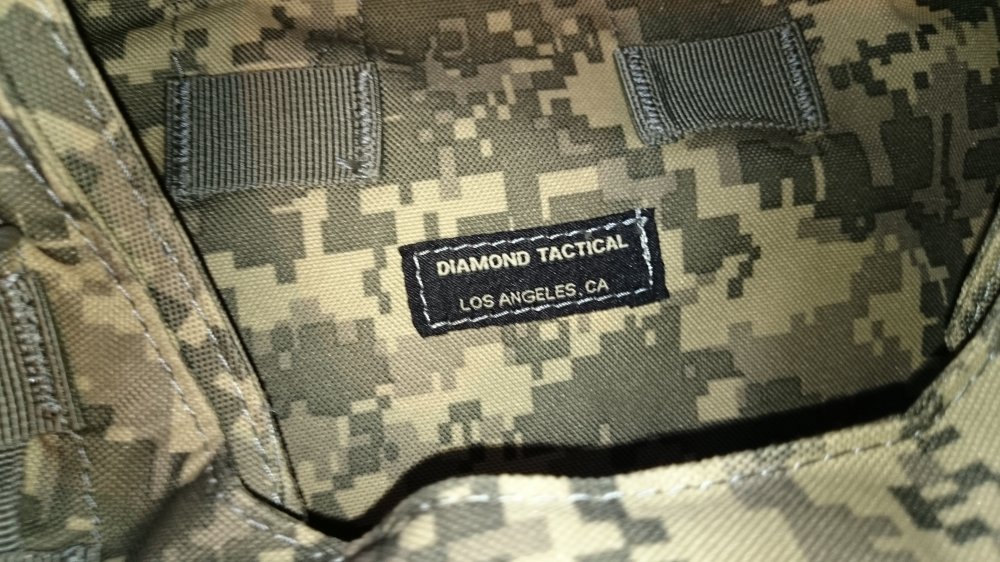 DIAMOND TACTICAL
LOS ANGELES, CA